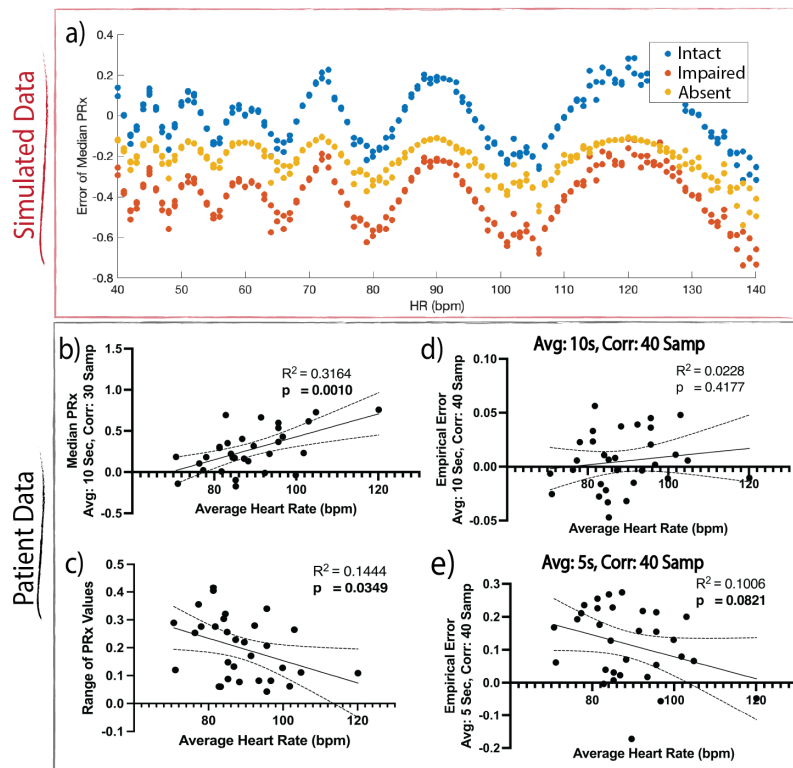 Simulated Data
a)
Error of Median PRx
0.4
0.2
0
-0.2
-0.4
-0.6
-0.8
40
50
60
70
80
90
100
110
120
130
140
HR (bpm)
Intact
Impaired
Absent
Patient Data
b)
Median PRx
Avg: 10 Sec, Corr: 30 Samp
1.5
1.0
0.5
0.0
-0.5
R² = 0.3164
p = 0.0010
80
100
120
Average Heart Rate (bpm)
d)
Avg: 10s, Corr: 40 Samp
Empirical Error
Avg: 10 Sec, Corr: 40 Samp
0.10
0.05
0.00
-0.05
R² = 0.0228
p = 0.4177
80
100
120
Average Heart Rate (bpm)
c)
Range of PRx Values
0.5
0.4
0.3
0.2
0.1
0.0
-0.1
R² = 0.1444
p = 0.0349
80
100
120
Average Heart Rate (bpm)
e)
Avg: 5s, Corr: 40 Samp
Empirical Error
Avg: 5 Sec, Corr: 40 Samp
0.3
0.2
0.1
0.0
0.1
-0.2
R² = 0.1006
p = 0.0821
80
100
120
Average Heart Rate (bpm)